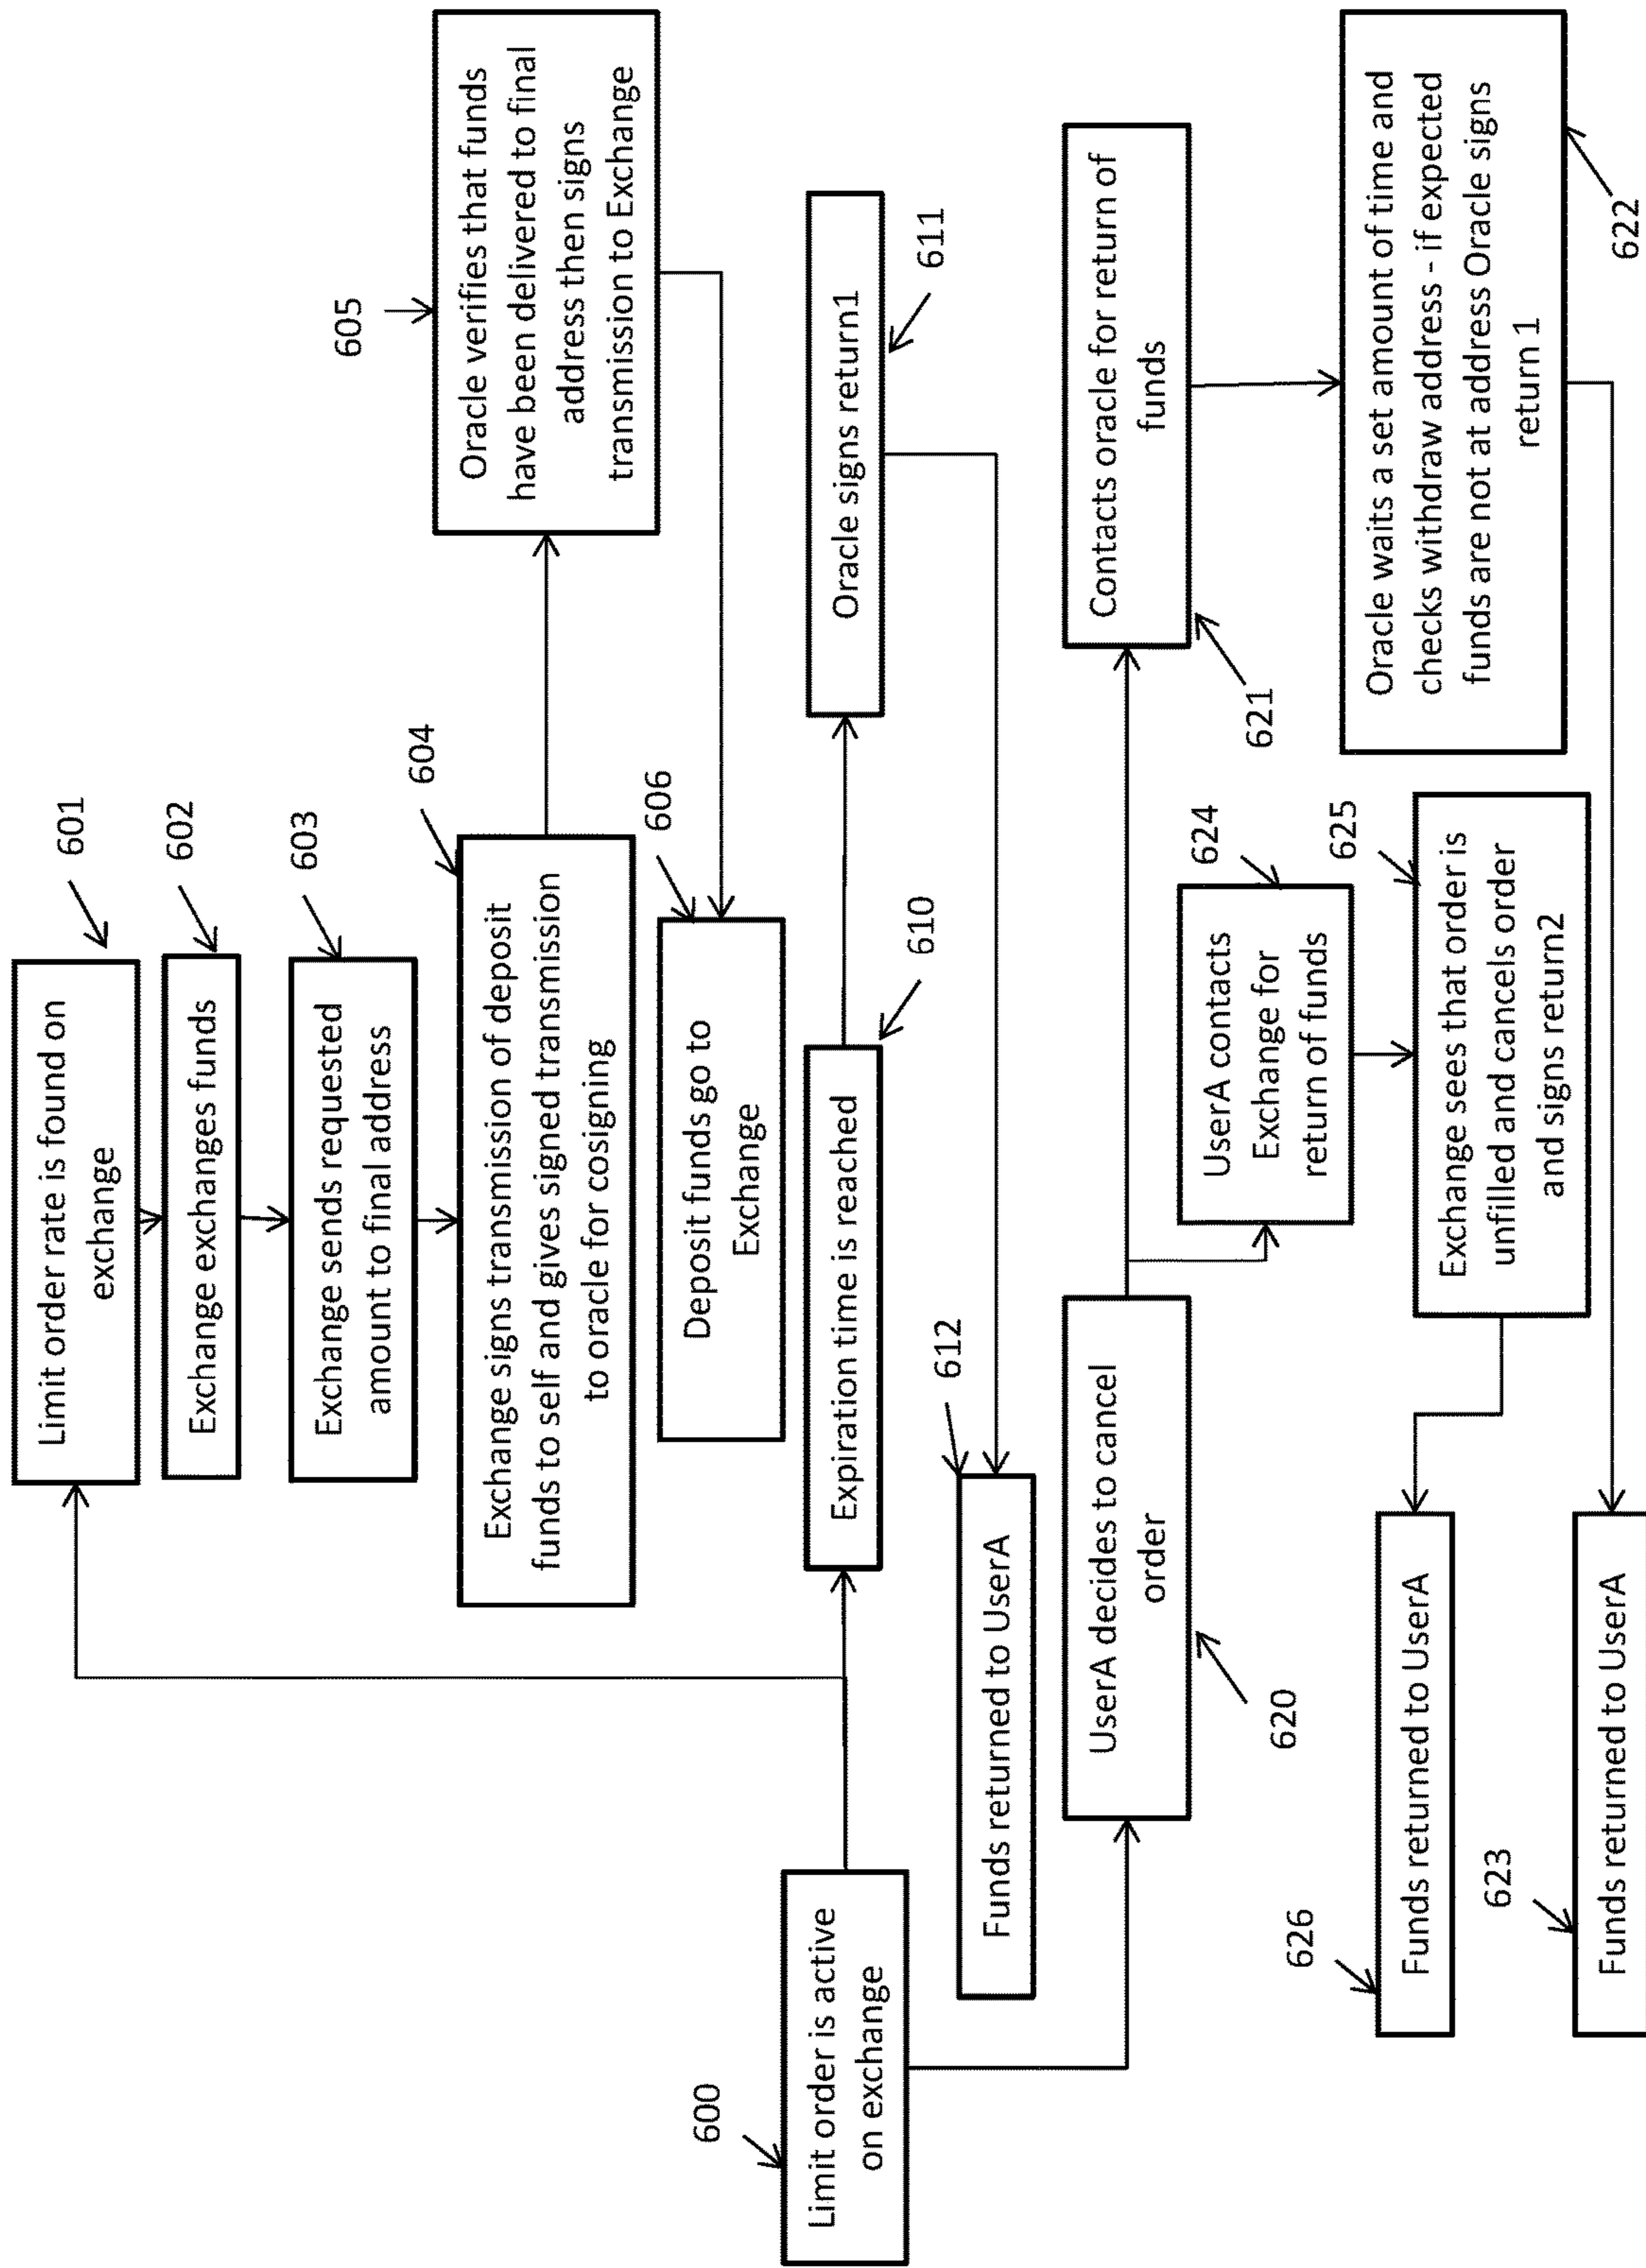 600
Limit order is active
on exchange
601
Limit order rate is found on
exchange
602
Exchange exchanges funds
603
Exchange sends requested
amount to final address
604
Exchange signs transmission of deposit
funds to self and gives signed transmission
to oracle for cosigning
605
Oracle verifies that funds
have been delivered to final
address then signs
transmission to Exchange
606
Deposit funds go to
Exchange
610
Expiration time is reached
611
Oracle signs return1
612
Funds returned to UserA
620
UserA decides to cancel
order
621
Contacts oracle for return of
funds
622
Oracle waits a set amount of time and
checks withdraw address - if expected
funds are not at address Oracle signs
return 1
623
Funds returned to UserA
624
UserA contacts
Exchange for
return of funds
625
Exchange sees that order is
unfilled and cancels order
and signs return2
626
Funds returned to UserA